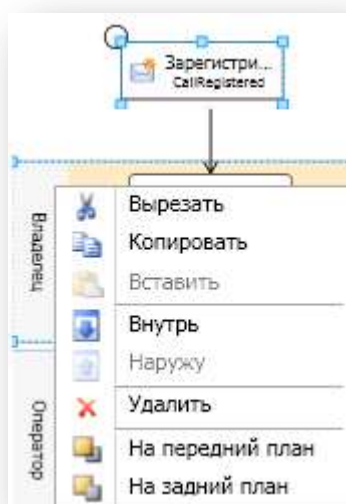 Зарегистри...
CallRegistered
Владелец
Вырезать
Копировать
Вставить
Внутрь
Наружу
Удалить
Оператор
На передний план
На задний план